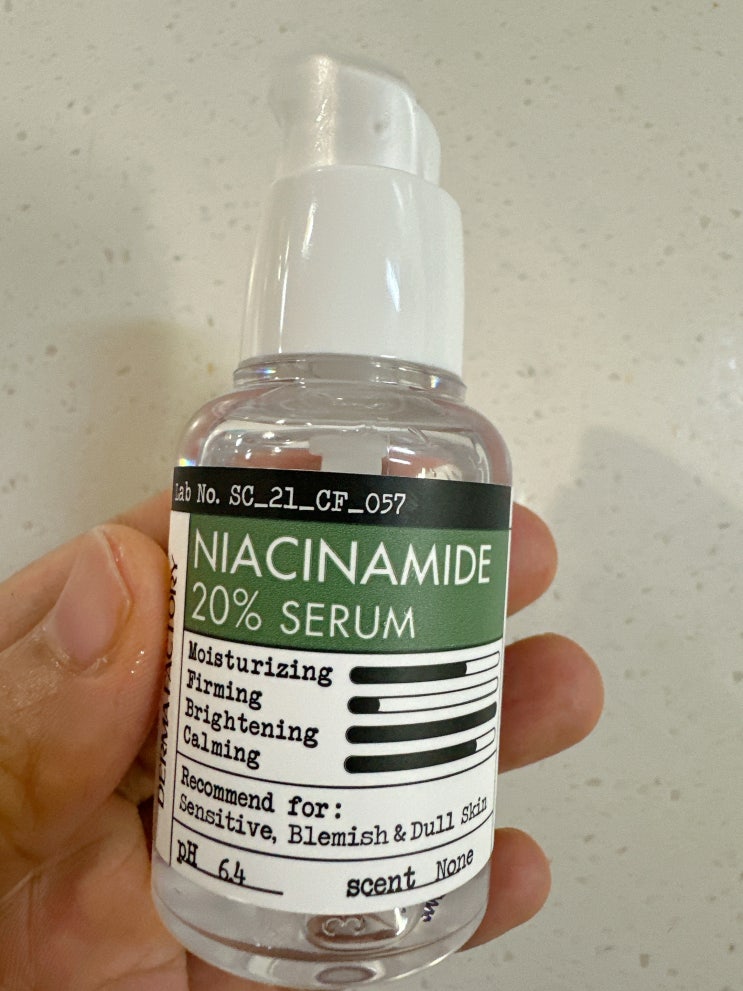 Lab No. SC_21_CF_057
NIACINAMIDE
20% SERUM
Moisturizing
Firming
Brightening
Calming
Recommend for:
Sensitive, Blemish & Dull Skin
pH 6.4 scent None
DERMA FACTORY